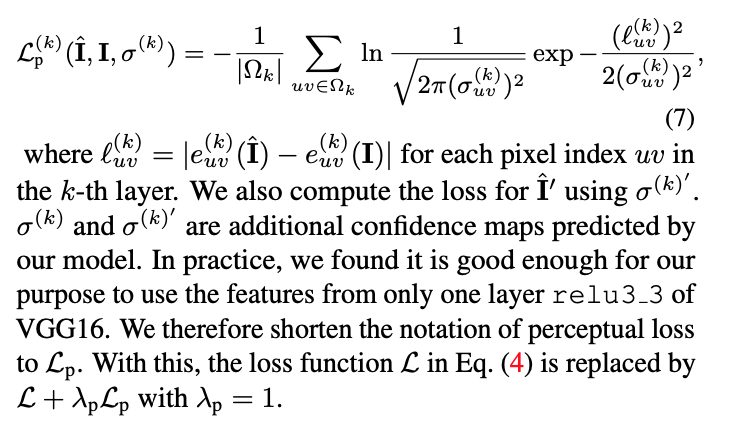 $\mathcal{L}_{\mathrm{p}}^{(k)}(\hat{\mathbf{I}}, \mathbf{I}, \sigma^{(k)}) = -\frac{1}{|\Omega_k|} \sum_{uv \in \Omega_k} \ln \frac{1}{\sqrt{2\pi(\sigma_{uv}^{(k)})^2}} \exp -\frac{(\ell_{uv}^{(k)})^2}{2(\sigma_{uv}^{(k)})^2},$
(7)
where $\ell_{uv}^{(k)} = |e_{uv}^{(k)}(\hat{\mathbf{I}}) - e_{uv}^{(k)}(\mathbf{I})|$ for each pixel index $uv$ in
the $k$-th layer. We also compute the loss for $\hat{\mathbf{I}}'$ using $\sigma^{(k)\prime}$.
$\sigma^{(k)}$ and $\sigma^{(k)\prime}$ are additional confidence maps predicted by
our model. In practice, we found it is good enough for our
purpose to use the features from only one layer relu3_3 of
VGG16. We therefore shorten the notation of perceptual loss
to $\mathcal{L}_{\mathrm{p}}$. With this, the loss function $\mathcal{L}$ in Eq. (4) is replaced by
$\mathcal{L} + \lambda_{\mathrm{p}}\mathcal{L}_{\mathrm{p}}$ with $\lambda_{\mathrm{p}} = 1$.